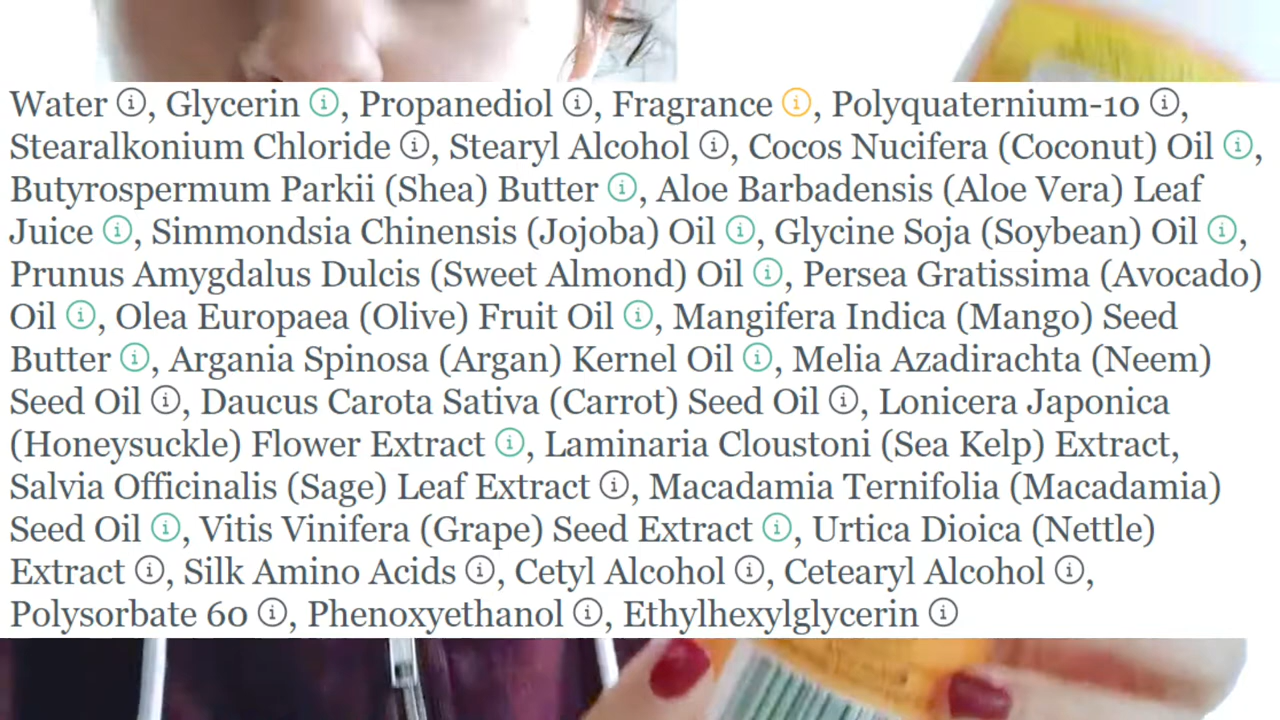 Water ⓘ, Glycerin ⓘ, Propanediol ⓘ, Fragrance ⓘ, Polyquaternium-10 ⓘ,
Stearalkonium Chloride ⓘ, Stearyl Alcohol ⓘ, Cocos Nucifera (Coconut) Oil ⓘ,
Butyrospermum Parkii (Shea) Butter ⓘ, Aloe Barbadensis (Aloe Vera) Leaf
Juice ⓘ, Simmondsia Chinensis (Jojoba) Oil ⓘ, Glycine Soja (Soybean) Oil ⓘ,
Prunus Amygdalus Dulcis (Sweet Almond) Oil ⓘ, Persea Gratissima (Avocado)
Oil ⓘ, Olea Europaea (Olive) Fruit Oil ⓘ, Mangifera Indica (Mango) Seed
Butter ⓘ, Argania Spinosa (Argan) Kernel Oil ⓘ, Melia Azadirachta (Neem)
Seed Oil ⓘ, Daucus Carota Sativa (Carrot) Seed Oil ⓘ, Lonicera Japonica
(Honeysuckle) Flower Extract ⓘ, Laminaria Cloustoni (Sea Kelp) Extract,
Salvia Officinalis (Sage) Leaf Extract ⓘ, Macadamia Ternifolia (Macadamia)
Seed Oil ⓘ, Vitis Vinifera (Grape) Seed Extract ⓘ, Urtica Dioica (Nettle)
Extract ⓘ, Silk Amino Acids ⓘ, Cetyl Alcohol ⓘ, Cetearyl Alcohol ⓘ,
Polysorbate 60 ⓘ, Phenoxyethanol ⓘ, Ethylhexylglycerin ⓘ